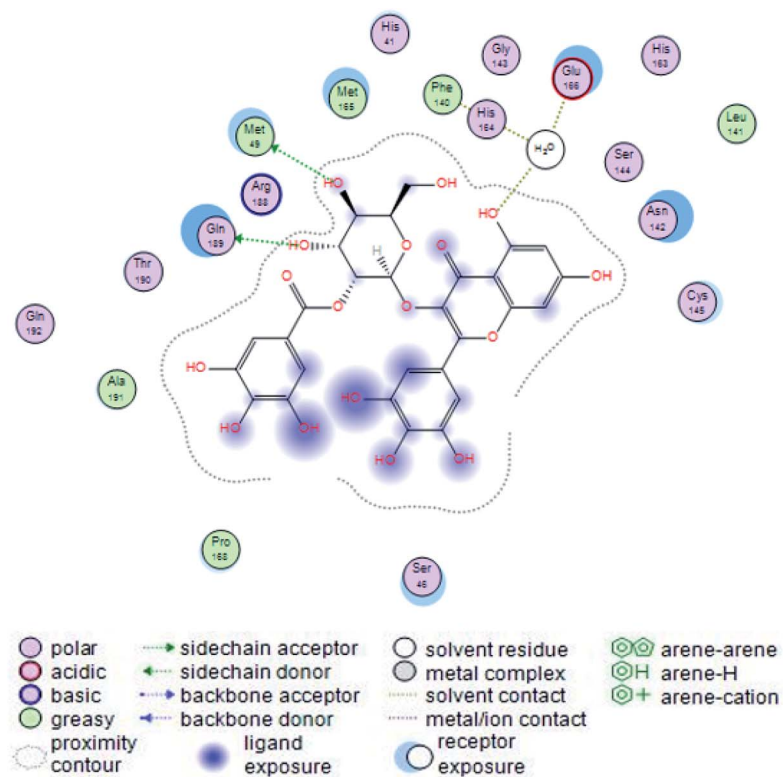 His
41
Gly
143
His
163
Glu
166
Phe
140
Met
165
His
164
Leu
141
Met
49
H₂O
Ser
144
Arg
188
HO
OH
HO
Asn
142
Gln
189
HO
H
O
O
Thr
190
O
OH
Cys
145
O
O
O
Gln
192
HO
HO
Ala
191
HO
OH
HO
OH
Pro
168
Ser
46
polar
acidic
basic
greasy
proximity
contour
sidechain acceptor
sidechain donor
backbone acceptor
backbone donor
ligand
exposure
solvent residue
metal complex
solvent contact
metal/ion contact
receptor
exposure
arene-arene
H arene-H
+ arene-cation